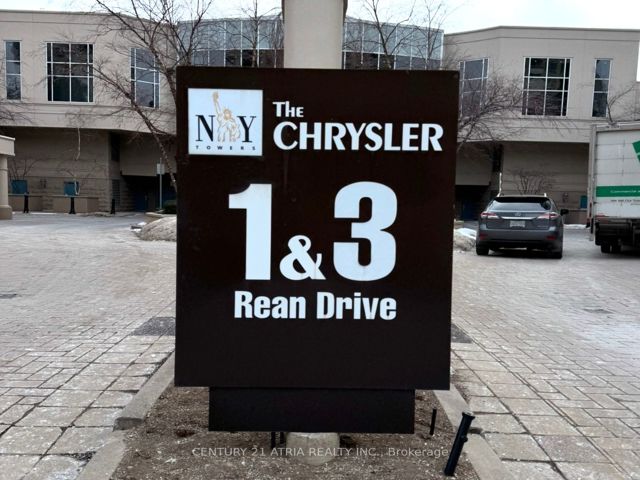 NY
TOWERS
The
CHRYSLER
1&3
Rean Drive
CENTURY 21 ATRIA REALTY INC., Brokerage